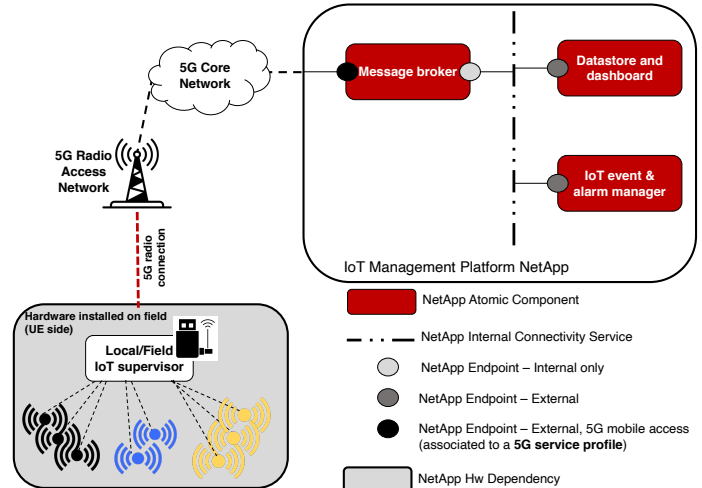 5G Core
Network
Message broker
Datastore and
dashboard
5G Radio
Access
Network
IoT event &
alarm manager
5G radio
connection
IoT Management Platform NetApp
Hardware installed on field
(UE side)
Local/Field
IoT supervisor
NetApp Atomic Component
NetApp Internal Connectivity Service
NetApp Endpoint – Internal only
NetApp Endpoint – External
NetApp Endpoint – External, 5G mobile access
(associated to a 5G service profile)
NetApp Hw Dependency